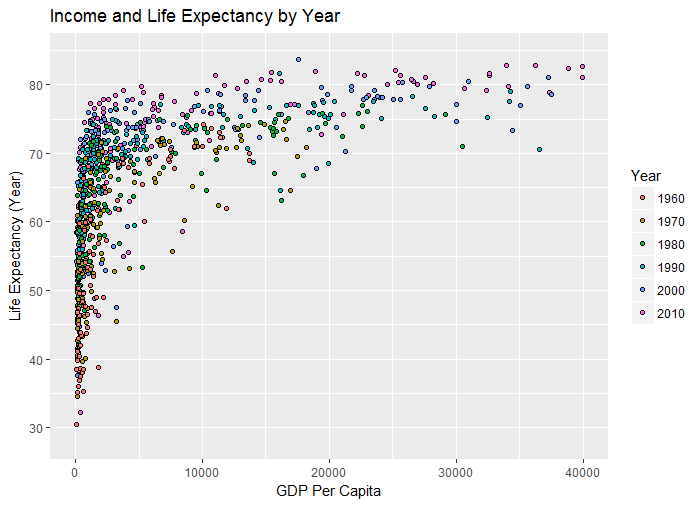 Income and Life Expectancy by Year
80
70
60
50
40
30
Life Expectancy (Year)
0 10000 20000 30000 40000
GDP Per Capita
Year
1960
1970
1980
1990
2000
2010